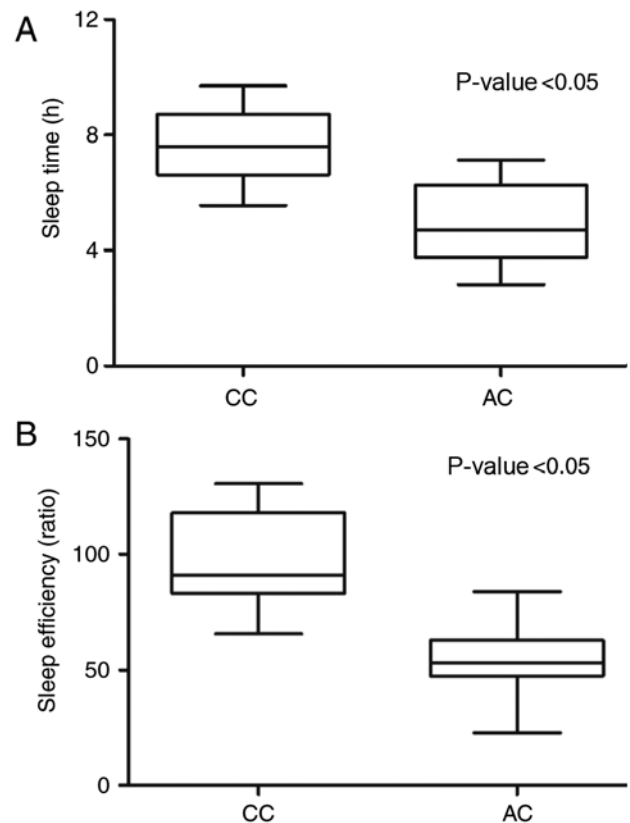 A
12
8
4
0
Sleep time (h)
P-value <0.05
CC AC
B
150
100
50
0
Sleep efficiency (ratio)
P-value <0.05
CC AC